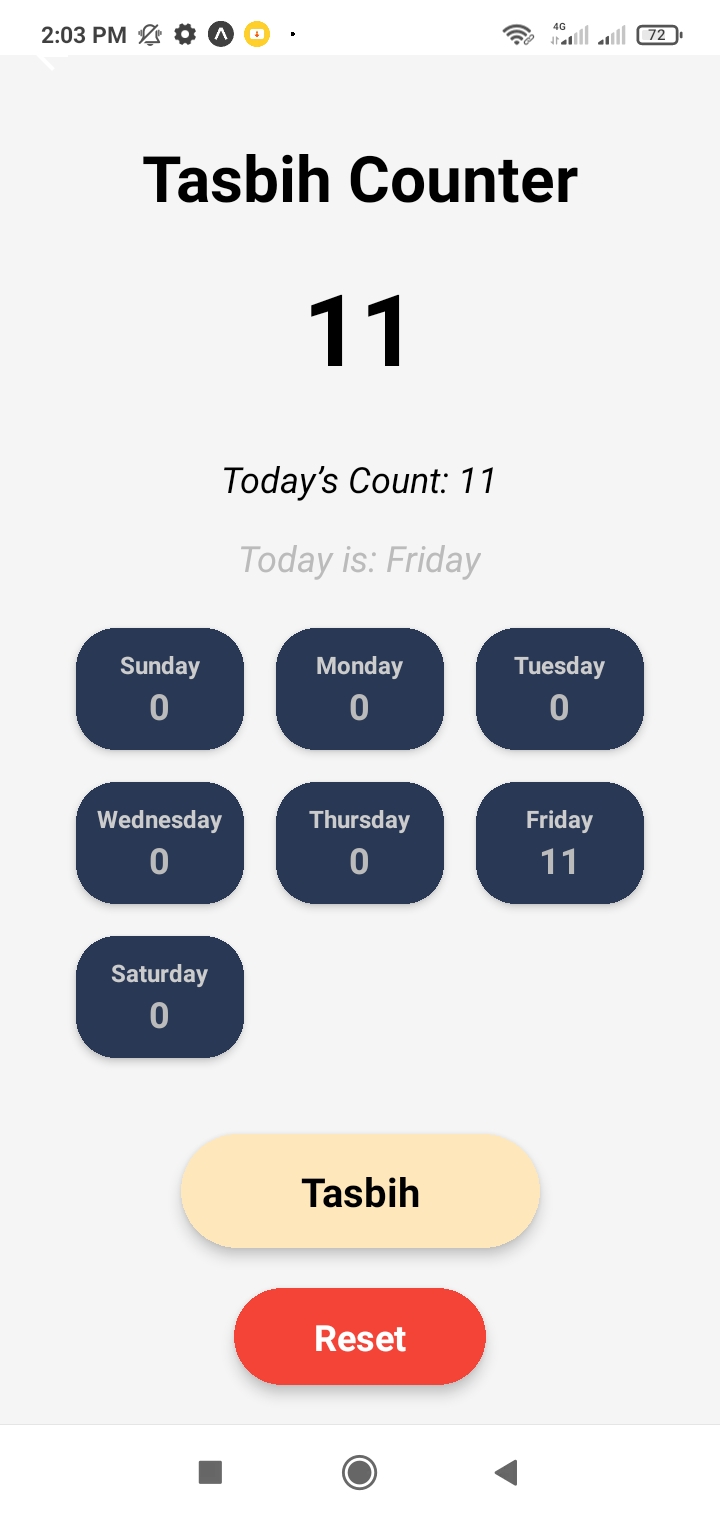 2:03 PM 4G 72
Tasbih Counter
11
Today’s Count: 11
Today is: Friday
Sunday Monday Tuesday
0 0 0
Wednesday Thursday Friday
0 0 11
Saturday
0
Tasbih
Reset